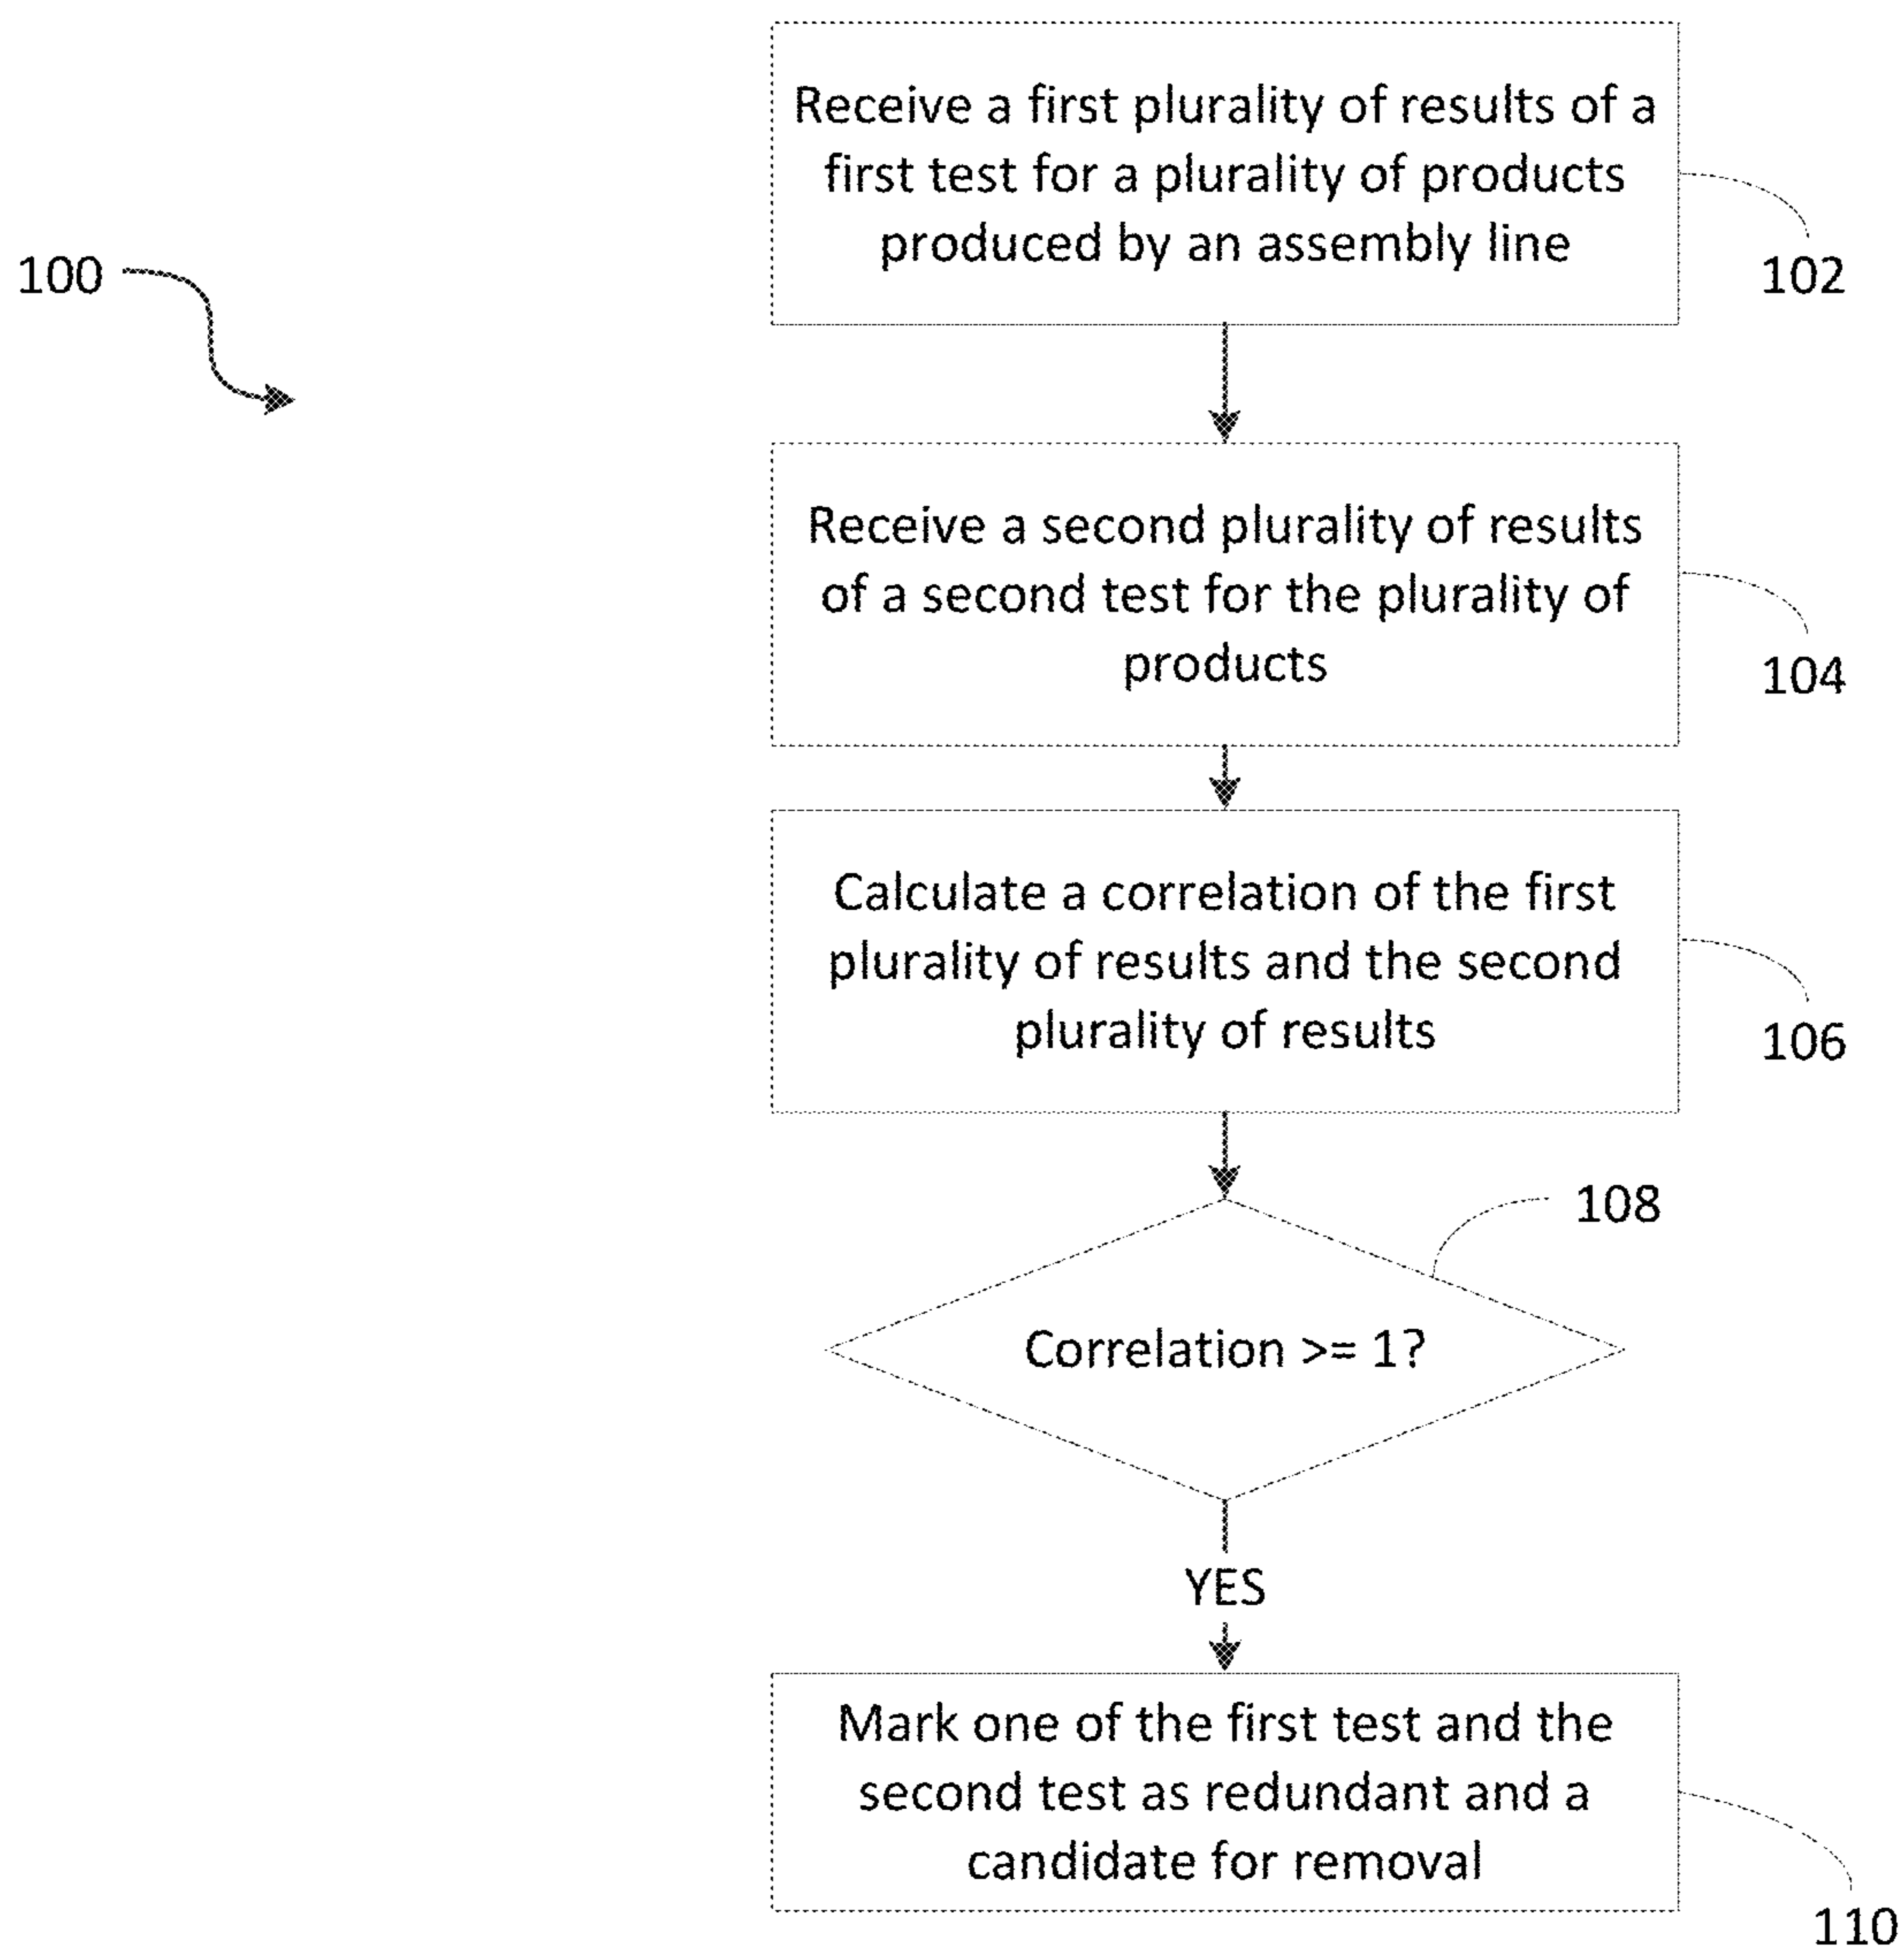 Receive a first plurality of results of a
first test for a plurality of products
produced by an assembly line
100
102
Receive a second plurality of results
of a second test for the plurality of
products
104
Calculate a correlation of the first
plurality of results and the second
plurality of results
106
108
Correlation >= 1?
YES
Mark one of the first test and the
second test as redundant and a
candidate for removal
110